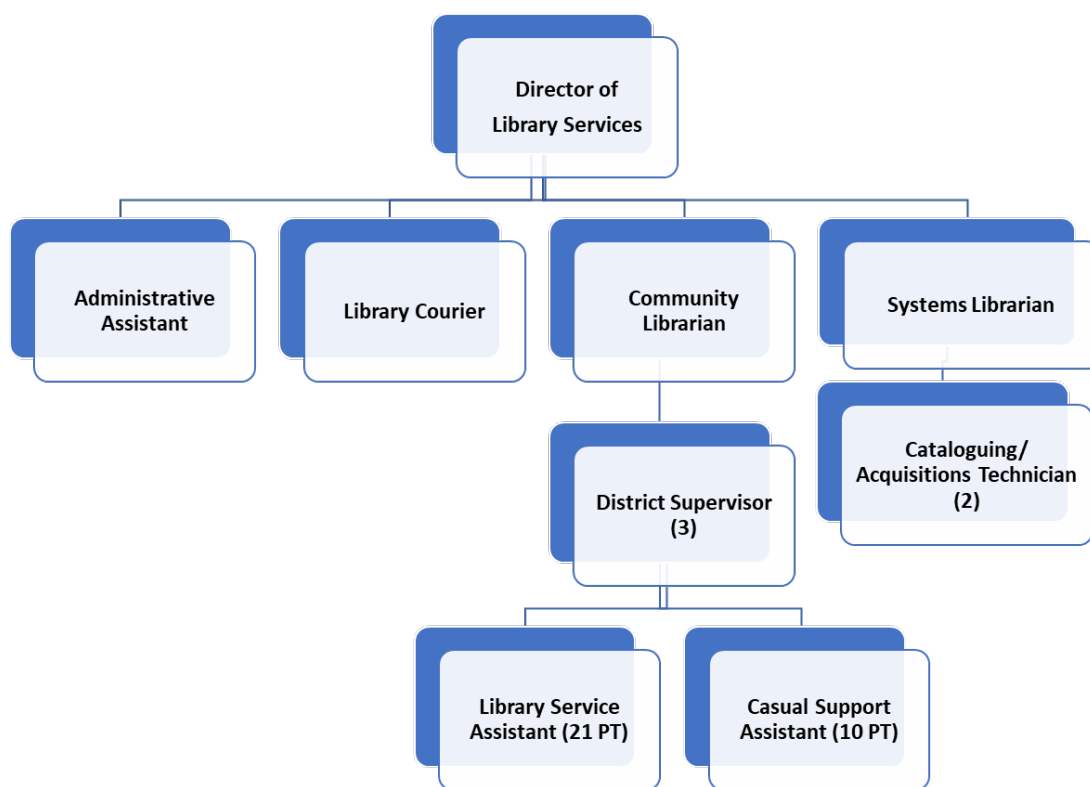 Director of
Library Services
Administrative
Assistant
Library Courier
Community
Librarian
Systems Librarian
Cataloguing/
Acquisitions Technician
(2)
District Supervisor
(3)
Library Service
Assistant (21 PT)
Casual Support
Assistant (10 PT)